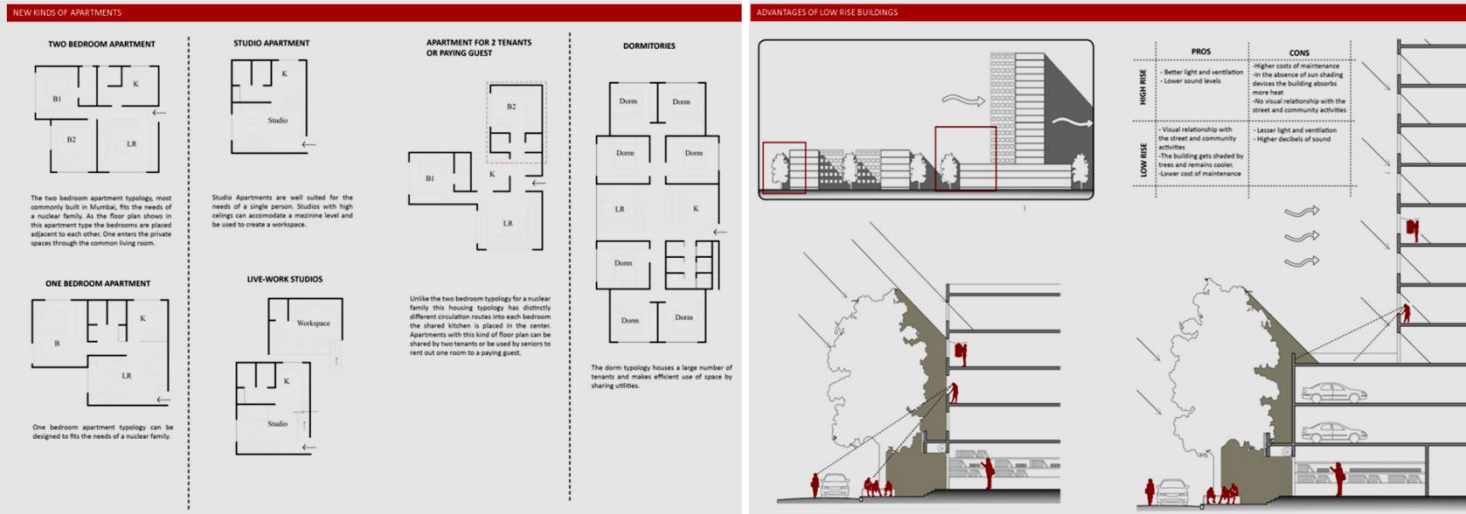 NEW KINDS OF APARTMENTS
TWO BEDROOM APARTMENT
B1
K
B2
LR
The two bedroom apartment typology, most
commonly built in Mumbai, fits the needs of
a nuclear family. As the floor plan shows in
this apartment type the bedrooms are placed
adjacent to each other. One enters the private
spaces through the common living room.
ONE BEDROOM APARTMENT
B
K
LR
One bedroom apartment typology can be
designed to fits the needs of a nuclear family.
STUDIO APARTMENT
K
Studio
Studio Apartments are well suited for the
needs of a single person. Studios with high
celings can accomodate a mezinine level and
be used to create a workspace.
LIVE-WORK STUDIOS
Workspace
K
Studio
APARTMENT FOR 2 TENANTS
OR PAYING GUEST
B2
B1
K
LR
Unlike the two bedroom typology for a nuclear
family this housing typology has distinctly
different circulation routes into each bedroom
the shared kitchen is placed in the center.
Apartments with this kind of floor plan can be
shared by two tenants or be used by seniors to
rent out one room to a paying guest.
DORMITORIES
Dorm
Dorm
Dorm
Dorm
LR
K
Dorm
Dorm
Dorm
The dorm typology houses a large number of
tenants and makes efficient use of space by
sharing utilities.
ADVANTAGES OF LOW RISE BUILDINGS
PROS
CONS
HIGH RISE
- Better light and ventilation
- Lower sound levels
-Higher costs of maintenance
-In the absence of sun shading
devices the building absorbs
more heat
-No visual relationship with the
street and community activities
LOW RISE
- Visual relationship with
the street and community
activities
-The building gets shaded by
trees and remains cooler.
-Lower cost of maintenance
- Lesser light and ventilation
- Higher decibels of sound